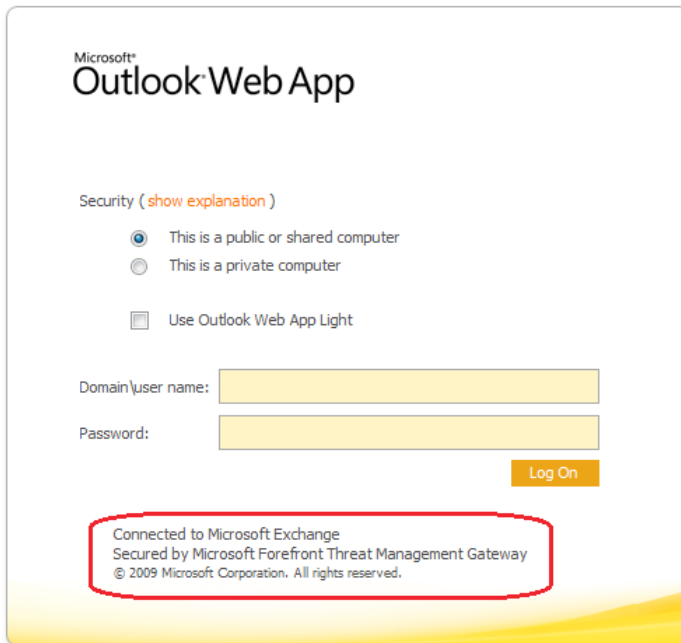 Microsoft®
Outlook® Web App
Security ( show explanation )
This is a public or shared computer
This is a private computer
Use Outlook Web App Light
Domain\user name:
Password:
Log On
Connected to Microsoft Exchange
Secured by Microsoft Forefront Threat Management Gateway
© 2009 Microsoft Corporation. All rights reserved.